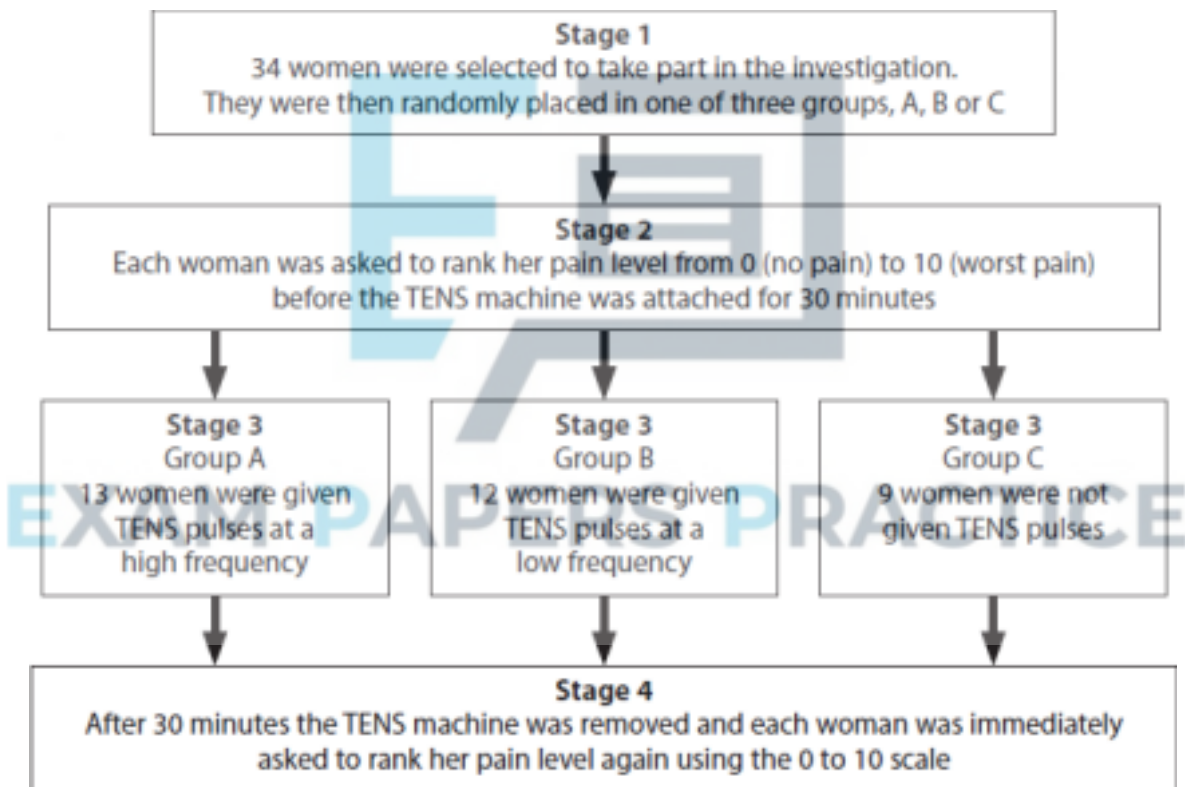 Stage 1
34 women were selected to take part in the investigation.
They were then randomly placed in one of three groups, A, B or C
Stage 2
Each woman was asked to rank her pain level from 0 (no pain) to 10 (worst pain)
before the TENS machine was attached for 30 minutes
Stage 3
Group A
13 women were given
TENS pulses at a
high frequency
Stage 3
Group B
12 women were given
TENS pulses at a
low frequency
Stage 3
Group C
9 women were not
given TENS pulses
EXAM PAPERS PRACTICE
Stage 4
After 30 minutes the TENS machine was removed and each woman was immediately
asked to rank her pain level again using the 0 to 10 scale